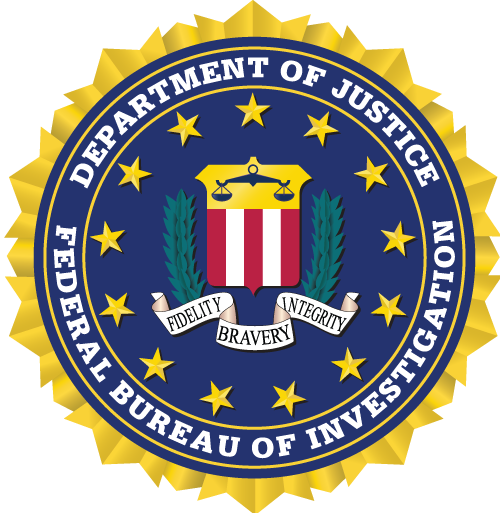 DEPARTMENT OF JUSTICE
FIDELITY
BRAVERY
INTEGRITY
FEDERAL BUREAU OF INVESTIGATION